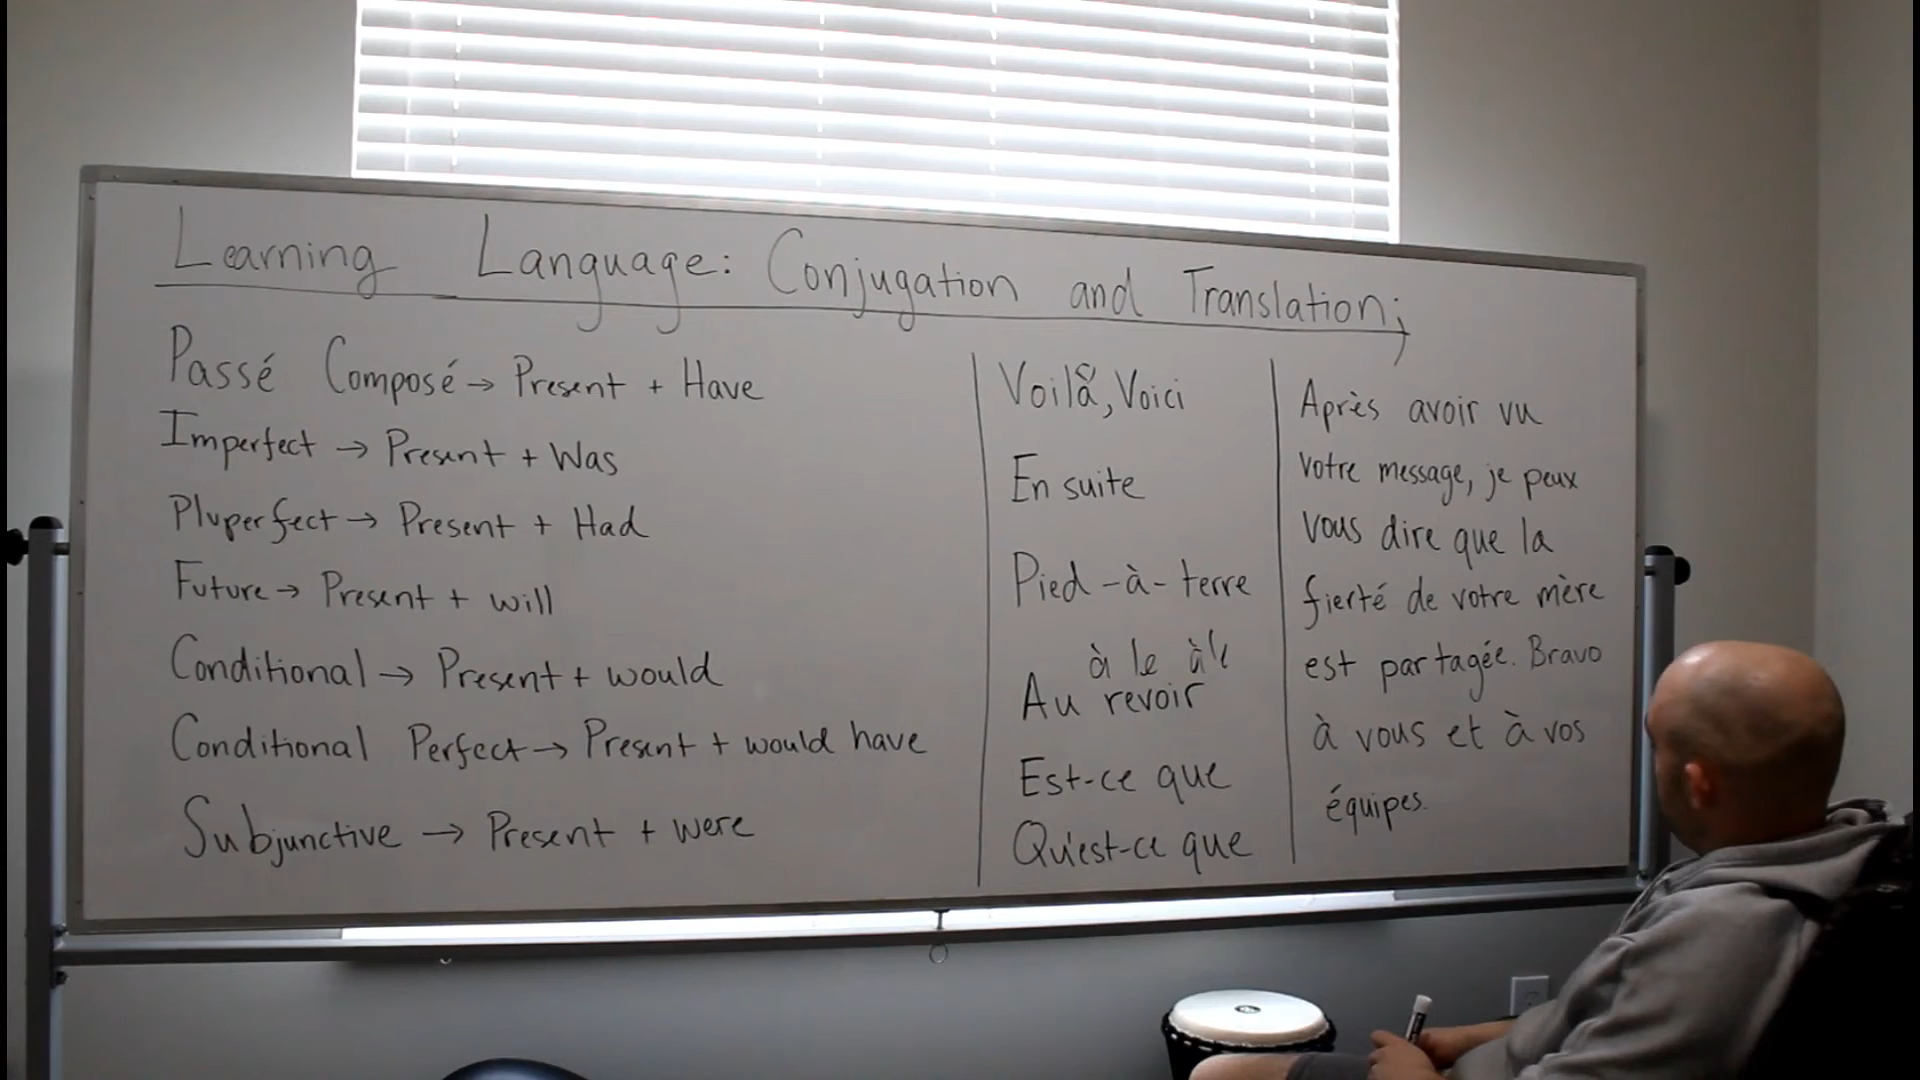 Learning Language: Conjugation and Translation;
Passé Composé → Present + Have
Imperfect → Present + Was
Pluperfect → Present + Had
Future → Present + will
Conditional → Present + would
Conditional Perfect → Present + would have
Subjunctive → Present + were
Voilà, Voici
En suite
Pied-à-terre
à le
Au revoir
Est-ce que
Qu'est-ce que
Après avoir vu
votre message, je peux
vous dire que la
fierté de votre mère
est partagée. Bravo
à vous et à vos
équipes.